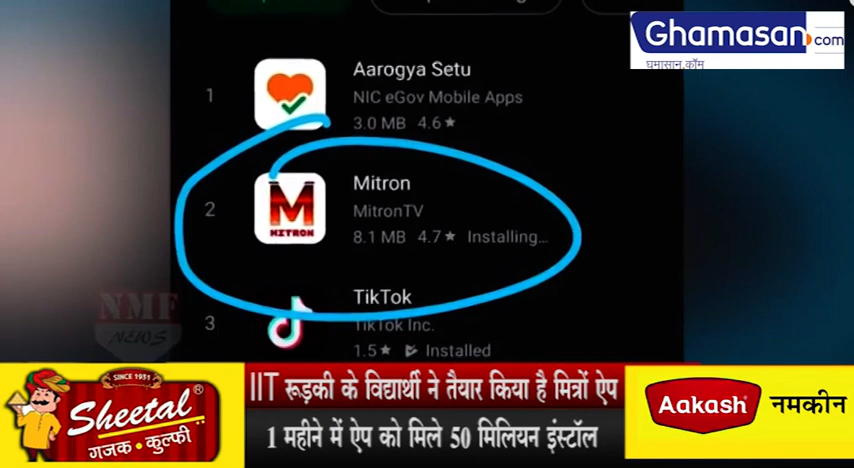 Ghamasan.com
घमासान.कॉम
1
Aarogya Setu
NIC eGov Mobile Apps
3.0 MB 4.6★
2
M
MITRON
Mitron
MitronTV
8.1 MB 4.7★ Installing...
3
TikTok
TikTok Inc.
1.5★ Installed
NMF
NEWS
SINCE 1931
Sheetal®
गजक • कुल्फी
IIT रूड़की के विद्यार्थी ने तैयार किया है मित्रों ऐप
1 महीने में ऐप को मिले 50 मिलियन इंस्टॉल
Aakash®
नमकीन